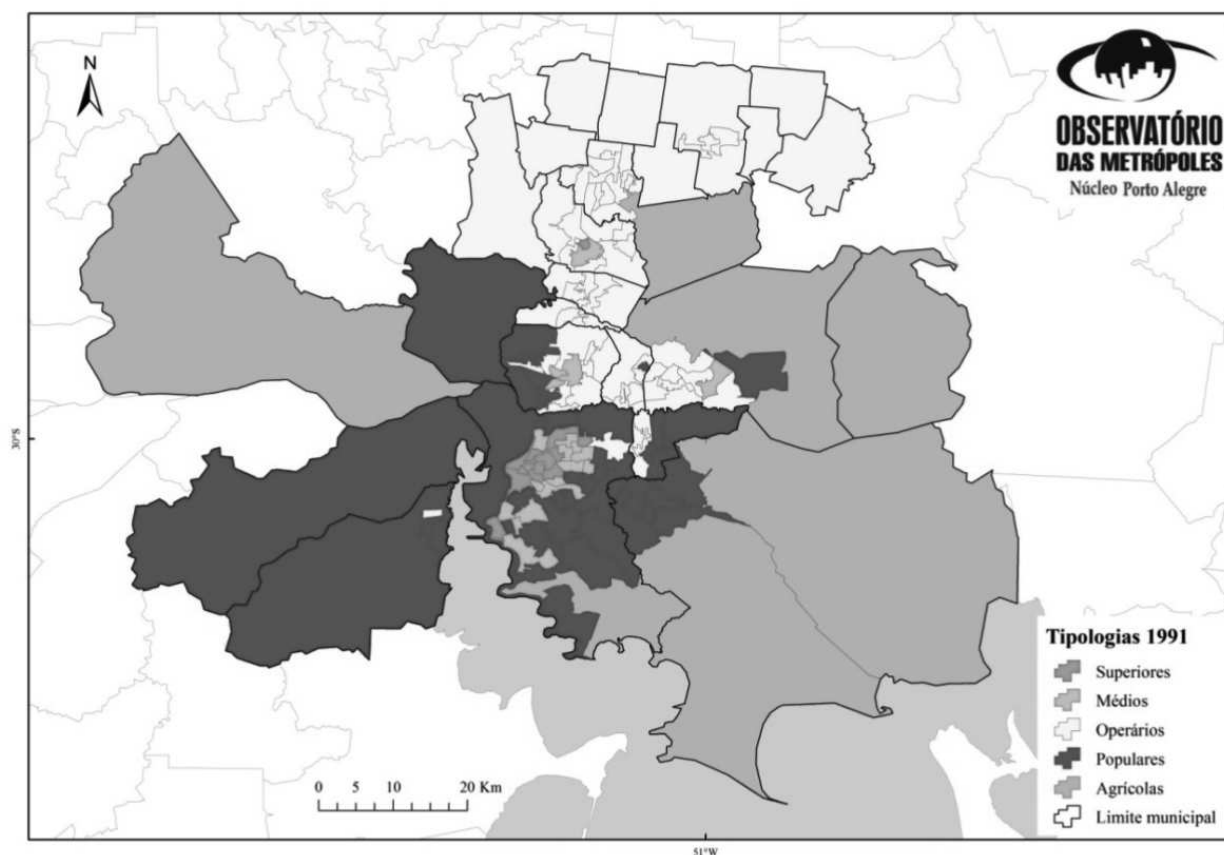 N
OBSERVATÓRIO
DAS METRÓPOLES
Núcleo Porto Alegre
30°S
Tipologias 1991
Superiores
Médios
Operários
Populares
Agrícolas
Limite municipal
0 5 10 20 Km
51°W